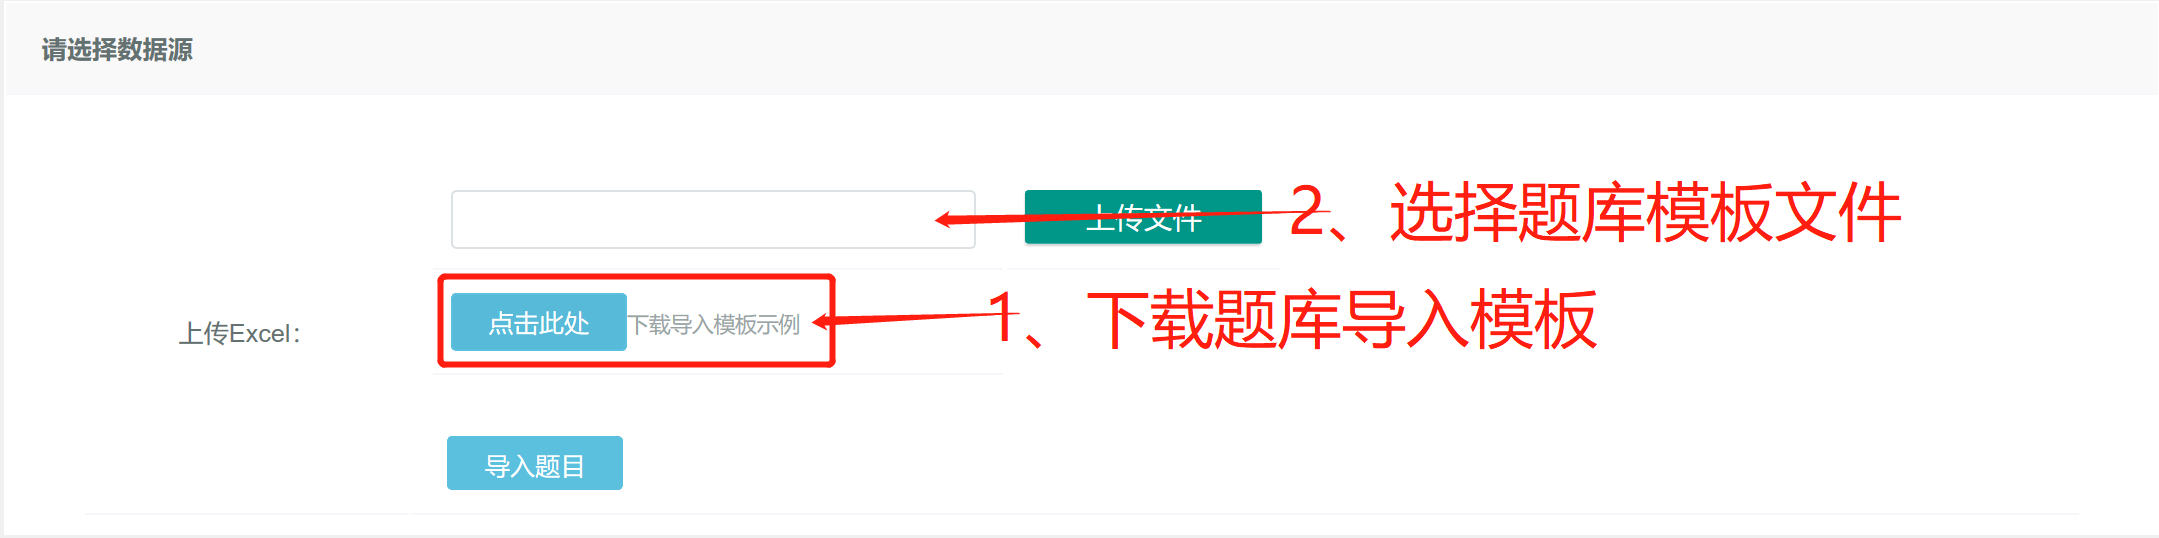 请选择数据源
上传文件
2、选择题库模板文件
上传Excel：
点击此处 下载导入模板示例
1、下载题库导入模板
导入题目